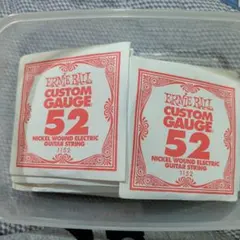 ERNIE BALL
CUSTOM
GAUGE
52
NICKEL WOUND ELECTRIC
GUITAR STRING
1152
ERNIE BALL
CUSTOM
GAUGE
52
NICKEL WOUND ELECTRIC
GUITAR STRING
1152